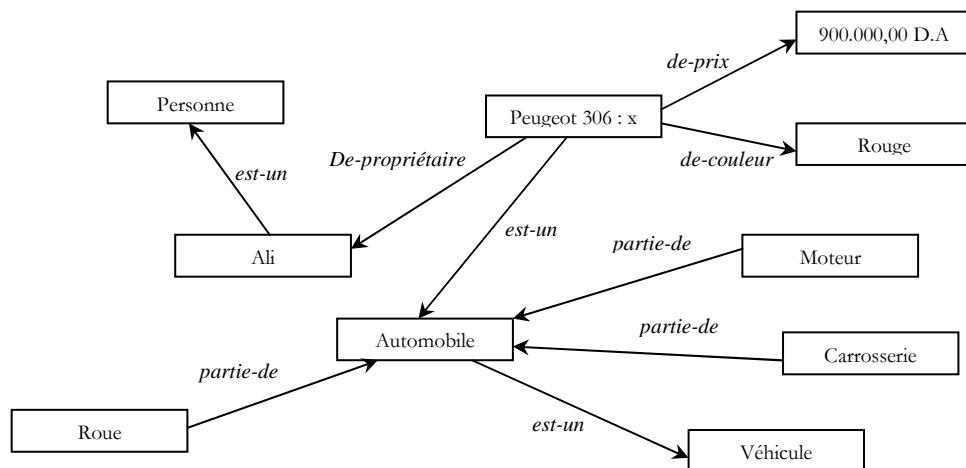 900.000,00 D.A
de-prix
Personne
Peugeot 306 : x
Rouge
De-propriétaire
de-couleur
est-un
est-un
partie-de
Ali
Moteur
Automobile
partie-de
Carrosserie
partie-de
Roue
est-un
Véhicule